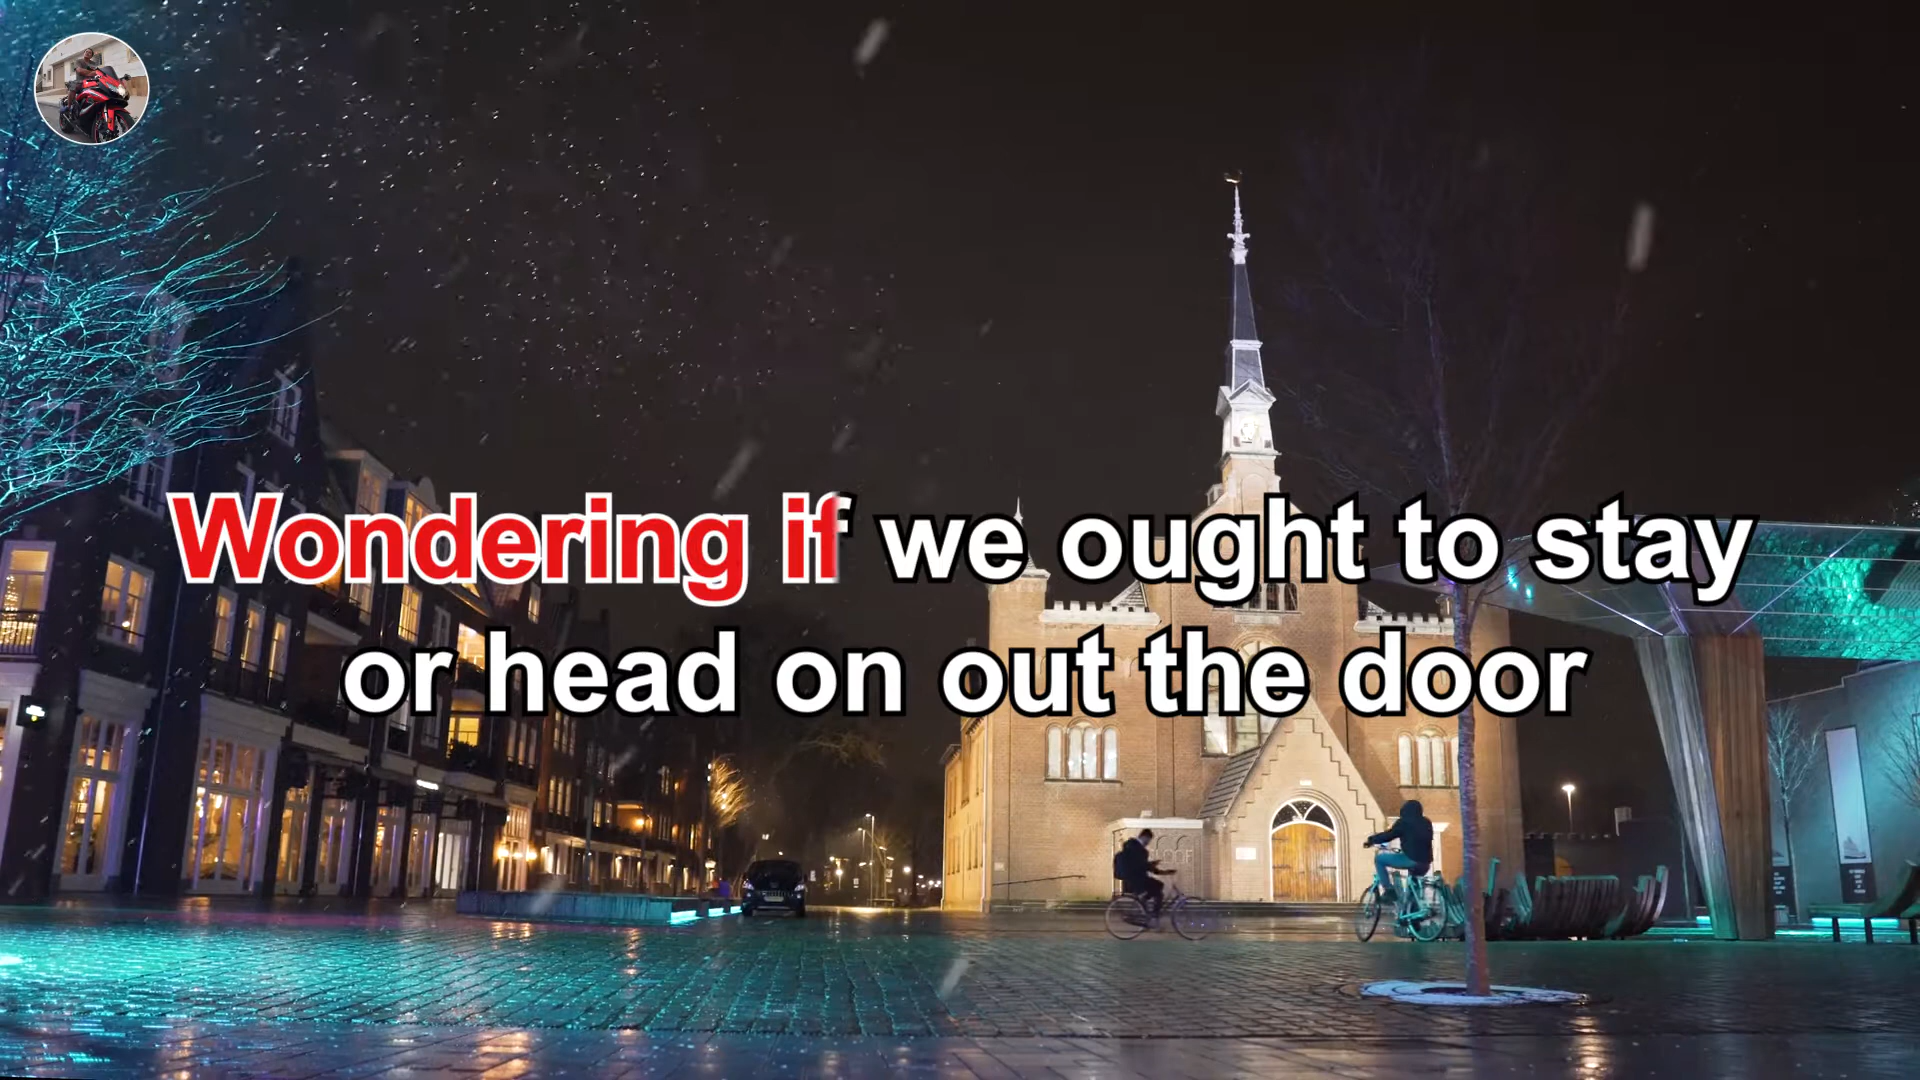 Wondering if we ought to stay
or head on out the door